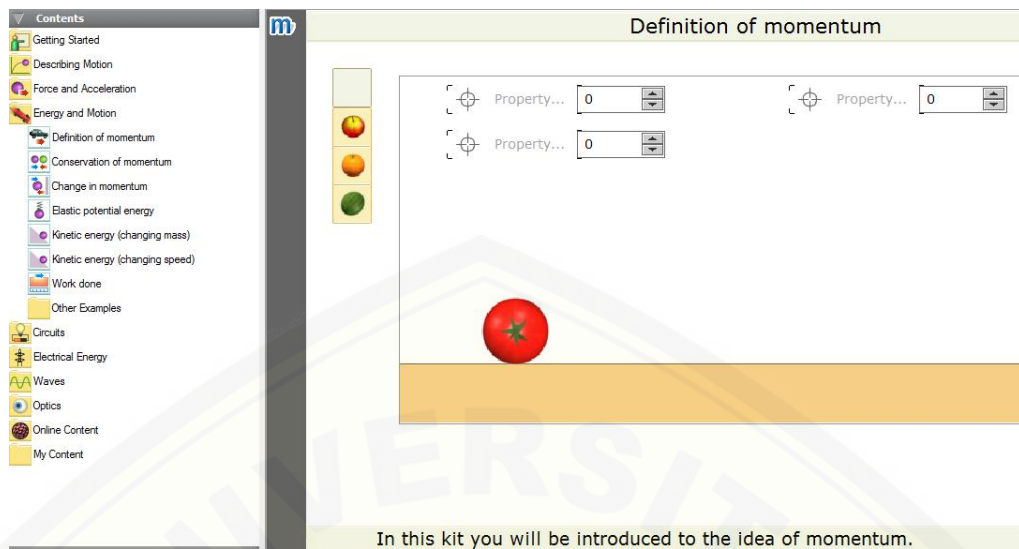 Contents
Getting Started
Describing Motion
Force and Acceleration
Energy and Motion
Definition of momentum
Conservation of momentum
Change in momentum
Elastic potential energy
Kinetic energy (changing mass)
Kinetic energy (changing speed)
Work done
Other Examples
Circuits
Electrical Energy
Waves
Optics
Online Content
My Content
m
Definition of momentum
Property... 0
Property... 0
Property... 0
In this kit you will be introduced to the idea of momentum.
UNIVERSIT